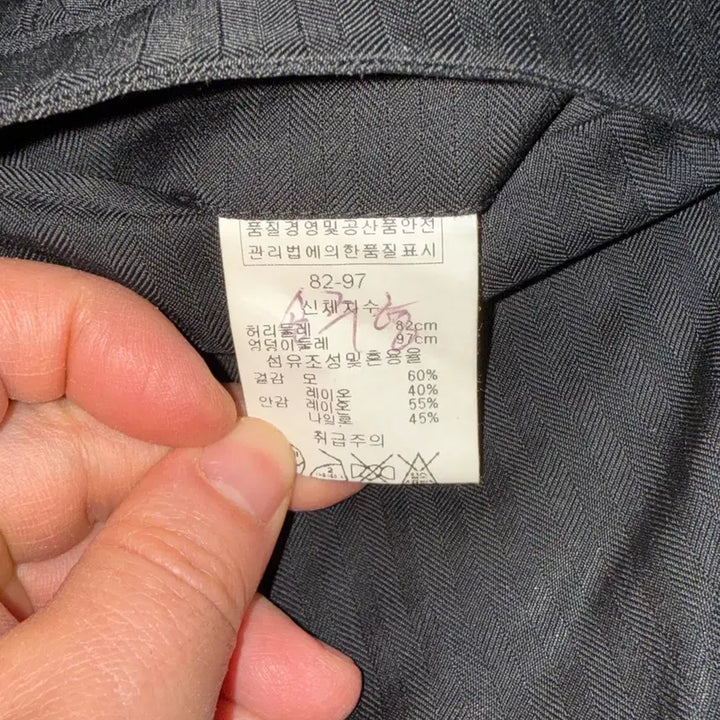 품질경영및공산품안전
관리법에의한품질표시
82-97
신체치수
허리둘레 82cm
엉덩이둘레 97cm
섬유조성및혼용율
겉감 모 60%
레이온 40%
안감 레이온 55%
나일론 45%
취급주의